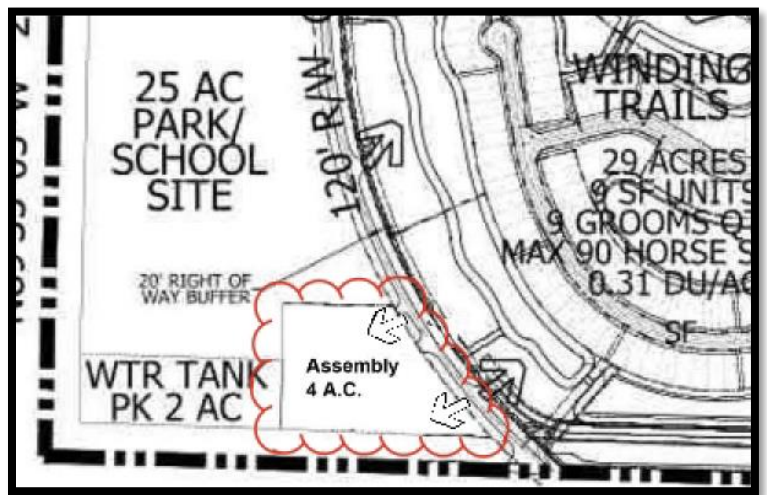 25 AC
PARK/
SCHOOL
SITE
120' R/W
WINDING
TRAILS
29 ACRES
9 SF UNITS
9 GROOMS
MAX 90 HORSE
0.31 DU/AC
SF
20' RIGHT OF
WAY BUFFER
WTR TANK
PK 2 AC
Assembly
4 A.C.